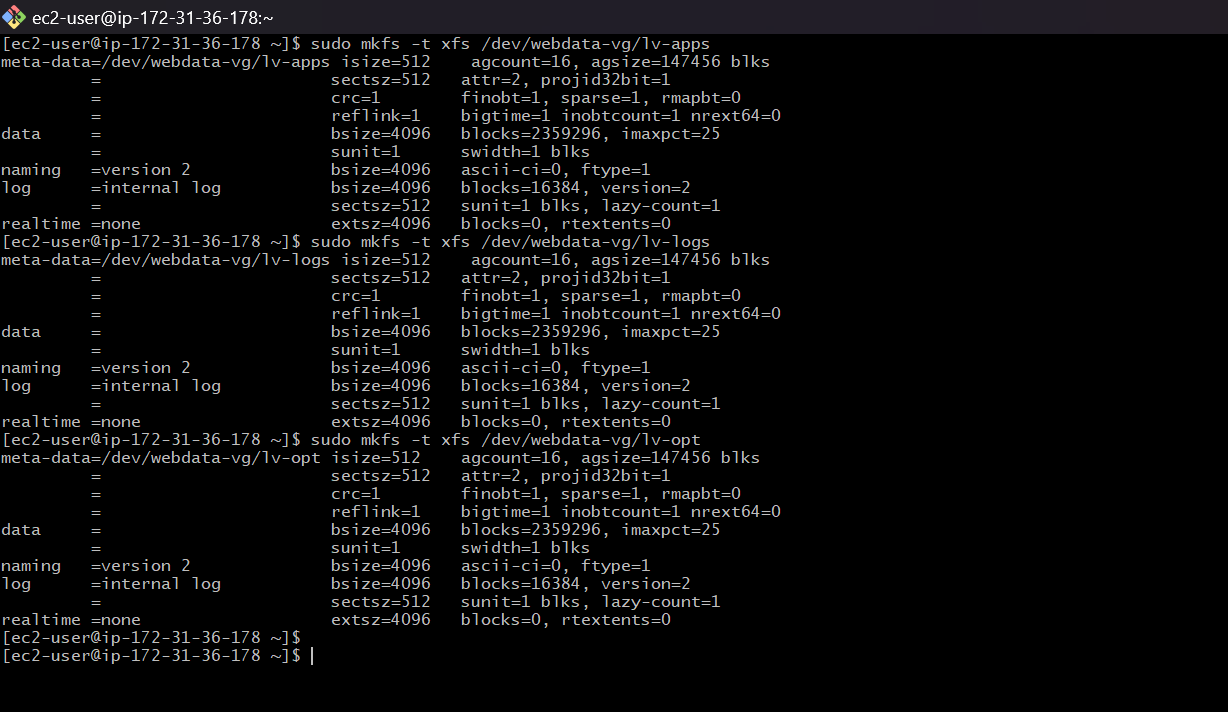 ec2-user@ip-172-31-36-178:~
[ec2-user@ip-172-31-36-178 ~]$ sudo mkfs -t xfs /dev/webdata-vg/lv-apps
meta-data=/dev/webdata-vg/lv-apps isize=512    agcount=16, agsize=147456 blks
         =                       sectsz=512   attr=2, projid32bit=1
         =                       crc=1        finobt=1, sparse=1, rmapbt=0
         =                       reflink=1    bigtime=1 inobtcount=1 nrext64=0
data     =                       bsize=4096   blocks=2359296, imaxpct=25
         =                       sunit=1      swidth=1 blks
naming   =version 2              bsize=4096   ascii-ci=0, ftype=1
log      =internal log           bsize=4096   blocks=16384, version=2
         =                       sectsz=512   sunit=1 blks, lazy-count=1
realtime =none                   extsz=4096   blocks=0, rtextents=0
[ec2-user@ip-172-31-36-178 ~]$ sudo mkfs -t xfs /dev/webdata-vg/lv-logs
meta-data=/dev/webdata-vg/lv-logs isize=512    agcount=16, agsize=147456 blks
         =                       sectsz=512   attr=2, projid32bit=1
         =                       crc=1        finobt=1, sparse=1, rmapbt=0
         =                       reflink=1    bigtime=1 inobtcount=1 nrext64=0
data     =                       bsize=4096   blocks=2359296, imaxpct=25
         =                       sunit=1      swidth=1 blks
naming   =version 2              bsize=4096   ascii-ci=0, ftype=1
log      =internal log           bsize=4096   blocks=16384, version=2
         =                       sectsz=512   sunit=1 blks, lazy-count=1
realtime =none                   extsz=4096   blocks=0, rtextents=0
[ec2-user@ip-172-31-36-178 ~]$ sudo mkfs -t xfs /dev/webdata-vg/lv-opt
meta-data=/dev/webdata-vg/lv-opt isize=512    agcount=16, agsize=147456 blks
         =                       sectsz=512   attr=2, projid32bit=1
         =                       crc=1        finobt=1, sparse=1, rmapbt=0
         =                       reflink=1    bigtime=1 inobtcount=1 nrext64=0
data     =                       bsize=4096   blocks=2359296, imaxpct=25
         =                       sunit=1      swidth=1 blks
naming   =version 2              bsize=4096   ascii-ci=0, ftype=1
log      =internal log           bsize=4096   blocks=16384, version=2
         =                       sectsz=512   sunit=1 blks, lazy-count=1
realtime =none                   extsz=4096   blocks=0, rtextents=0
[ec2-user@ip-172-31-36-178 ~]$
[ec2-user@ip-172-31-36-178 ~]$